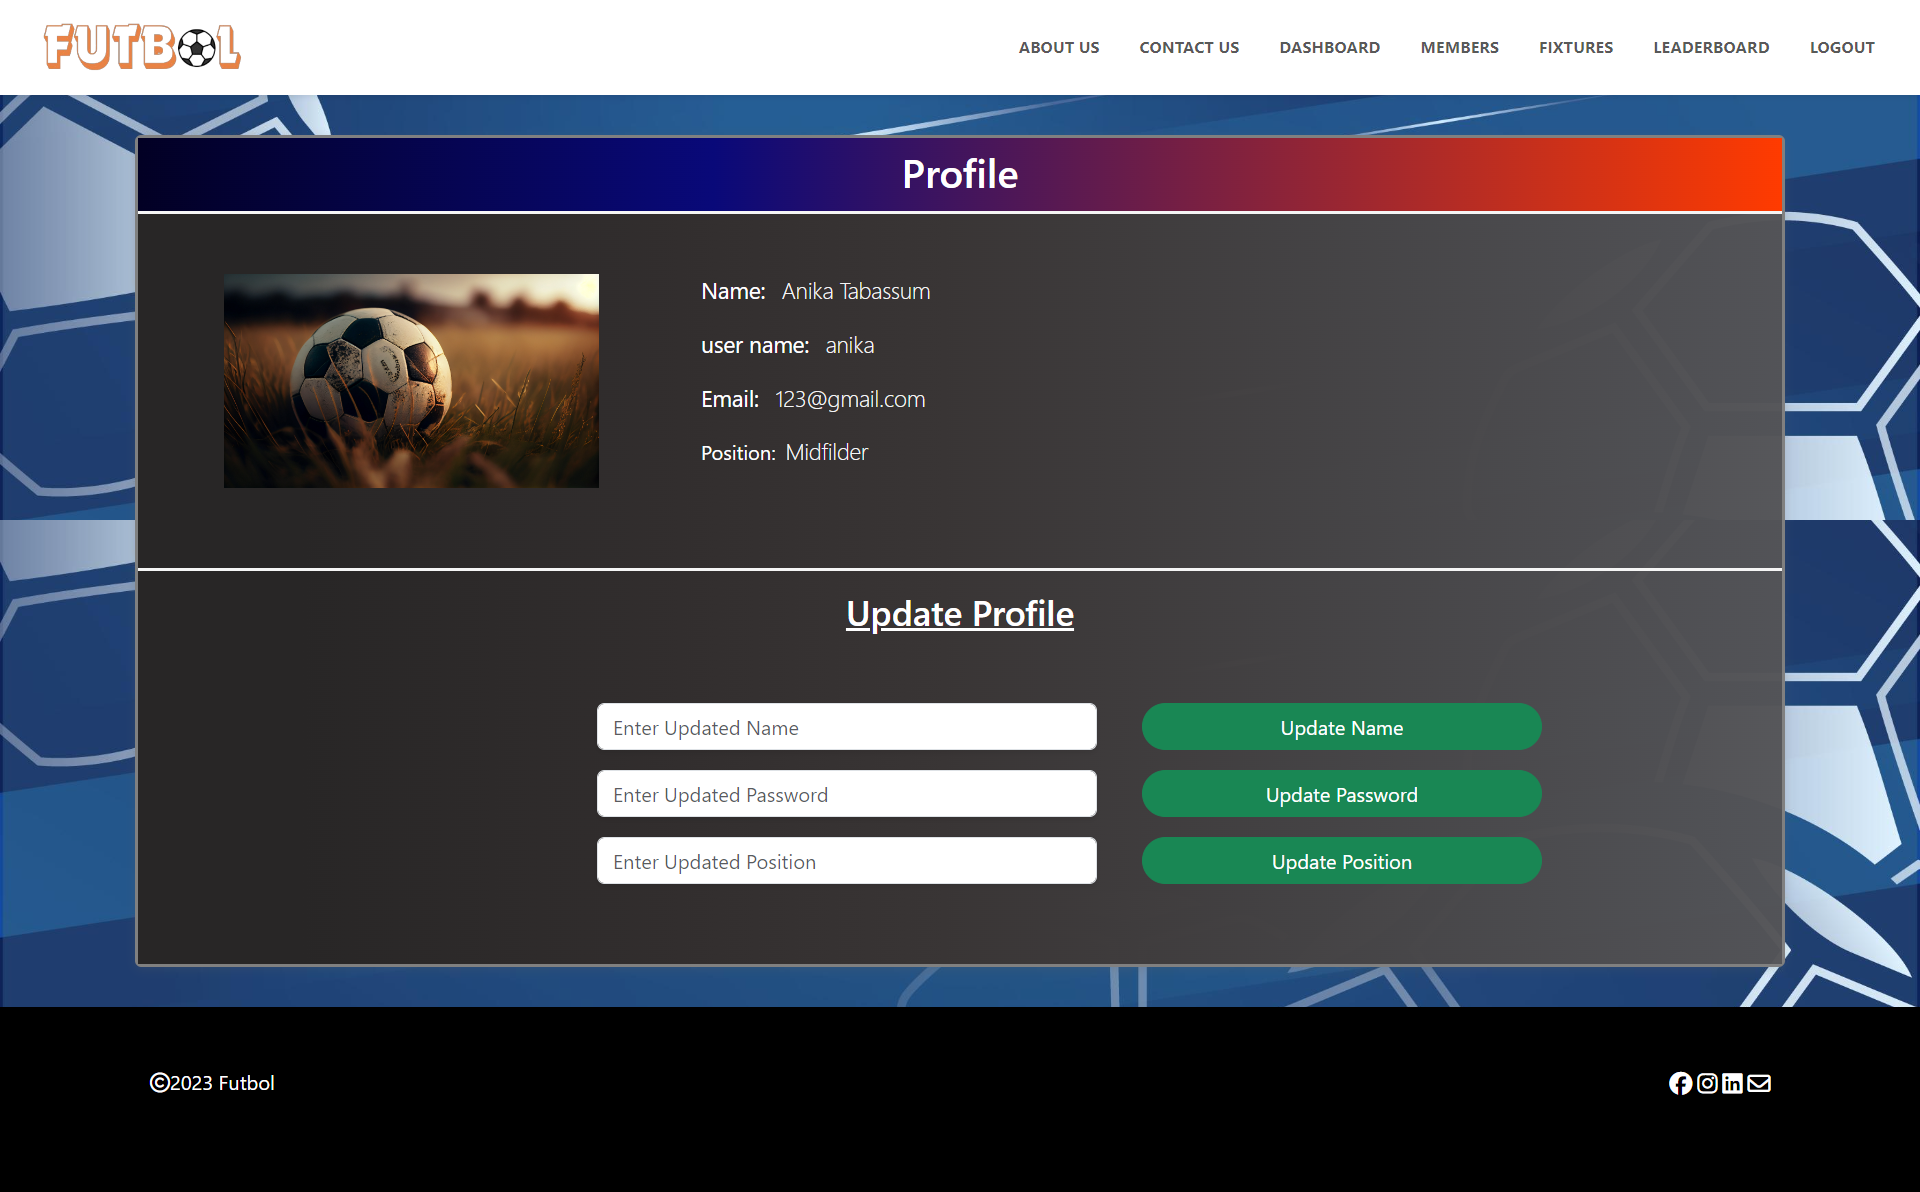 FUTBOL
ABOUT US CONTACT US DASHBOARD MEMBERS FIXTURES LEADERBOARD LOGOUT
Profile
Name: Anika Tabassum
user name: anika
Email: 123@gmail.com
Position: Midfilder
Update Profile
Enter Updated Name Update Name
Enter Updated Password Update Password
Enter Updated Position Update Position
©2023 Futbol